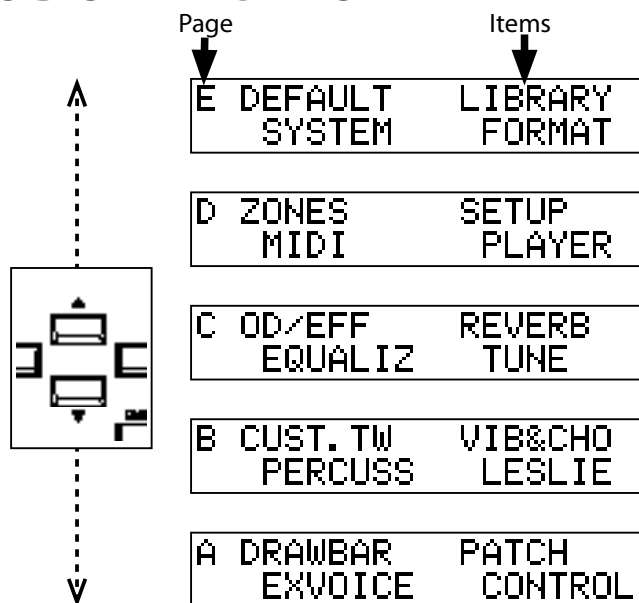 Page Items
E DEFAULT LIBRARY
SYSTEM FORMAT
D ZONES SETUP
MIDI PLAYER
C OD/EFF REVERB
EQUALIZ TUNE
B CUST.TW VIB&CHO
PERCUSS LESLIE
A DRAWBAR PATCH
EXVOICE CONTROL